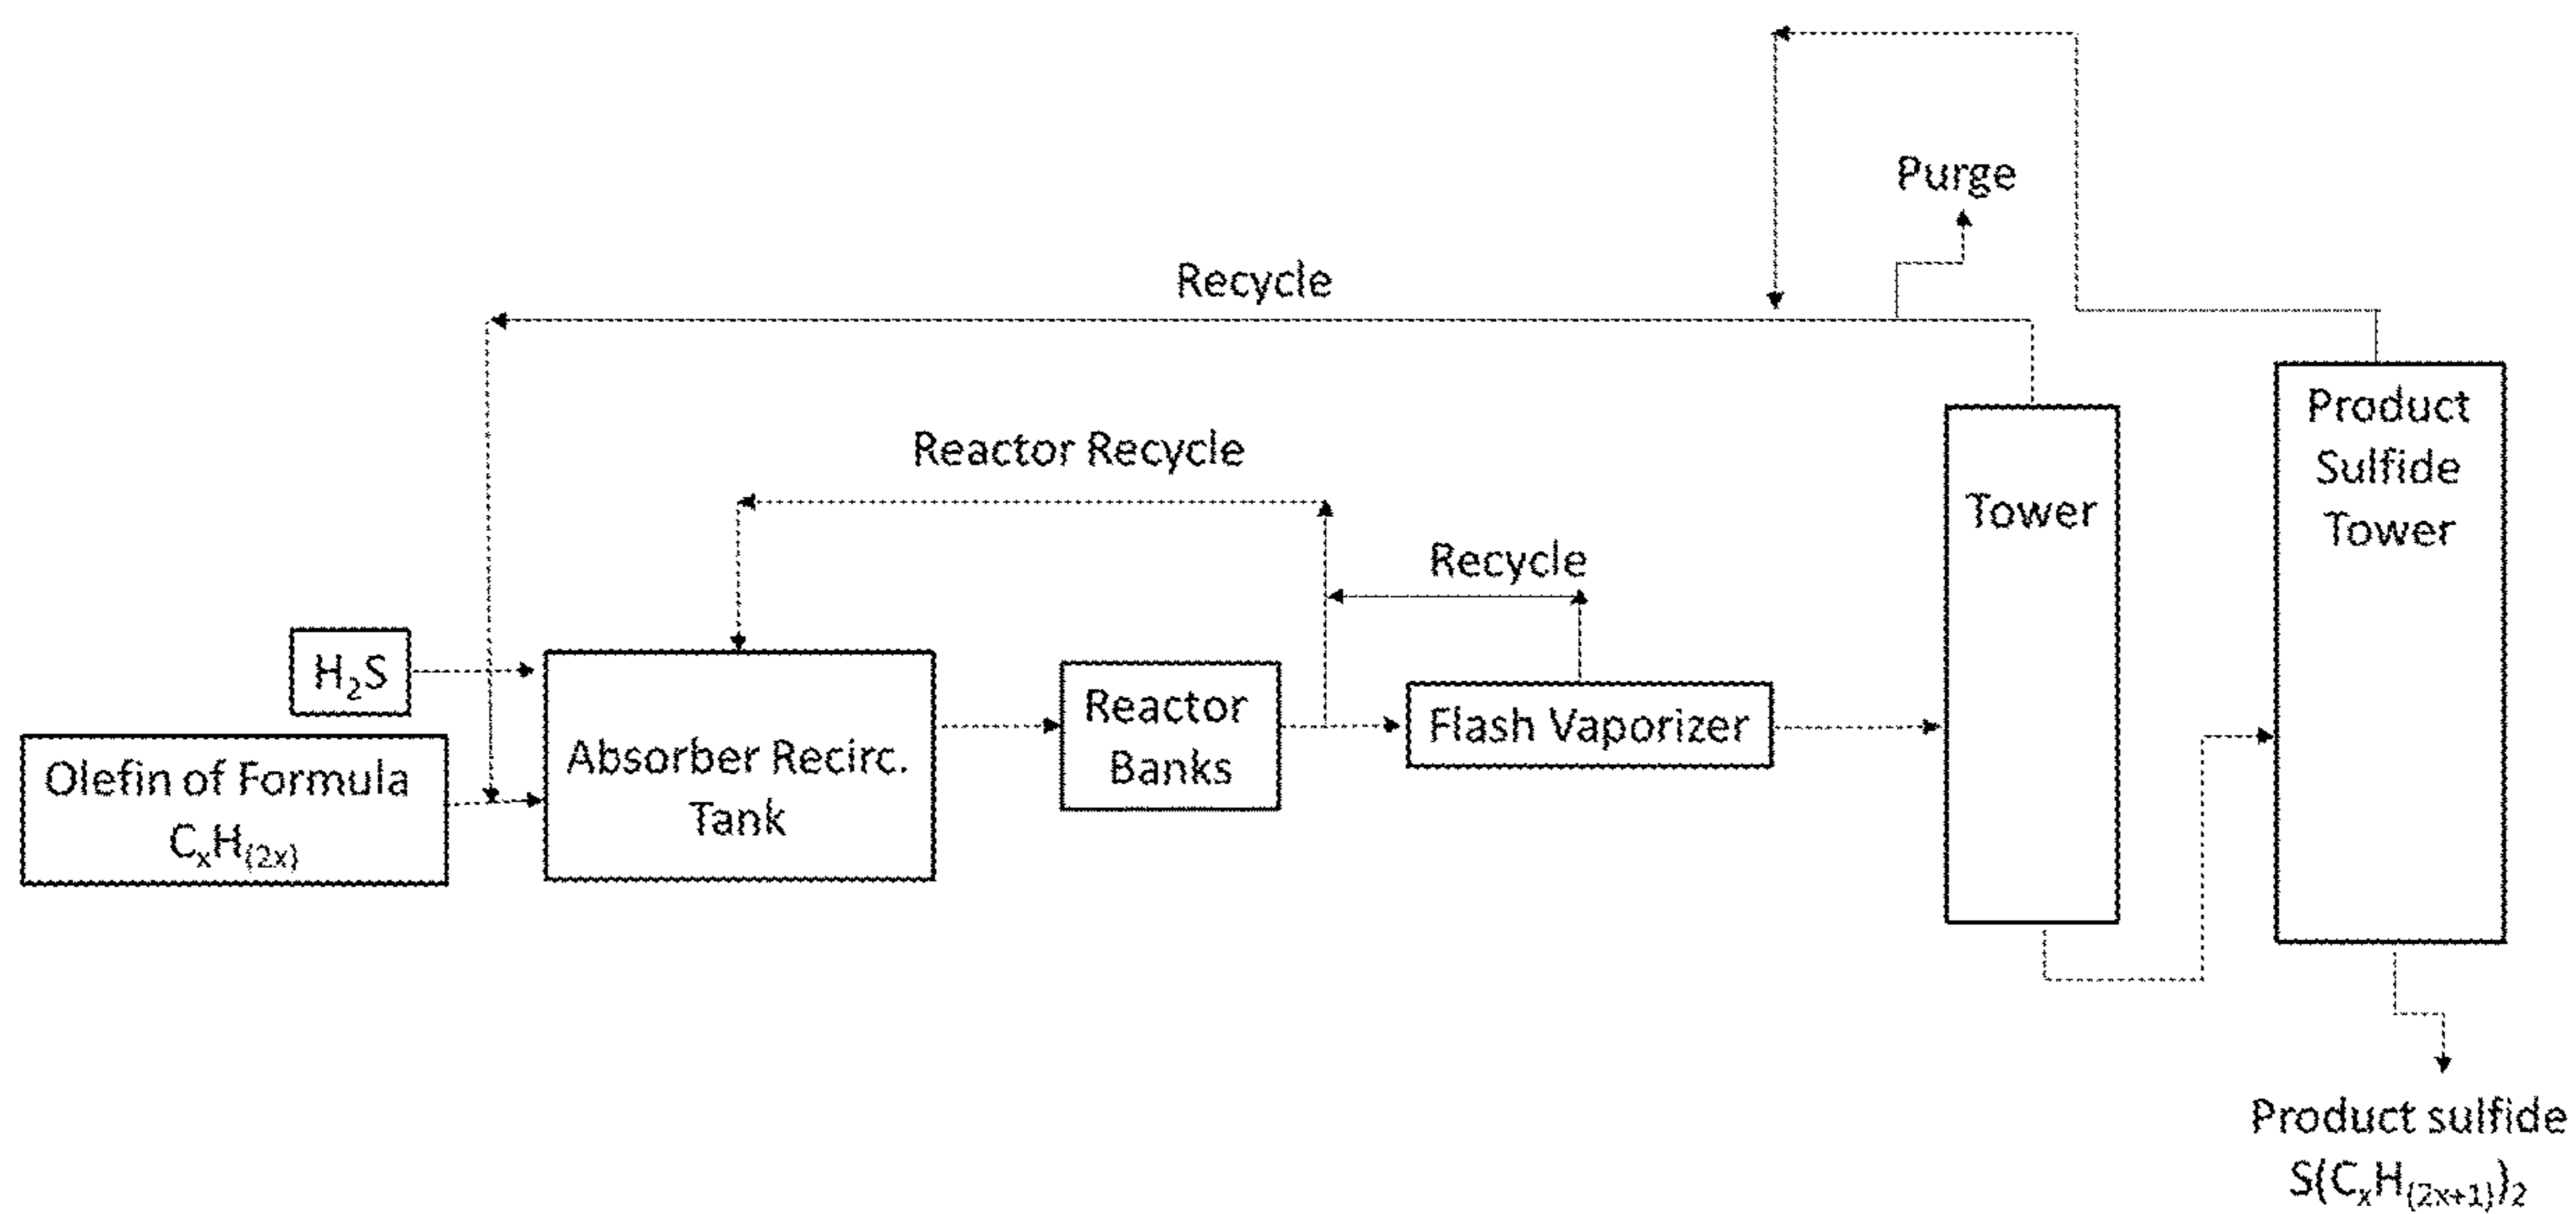 Purge
Recycle
Reactor Recycle
Recycle
H₂S
Olefin of Formula
CₓH₍₂ₓ₎
Absorber Recirc.
Tank
Reactor
Banks
Flash Vaporizer
Tower
Product
Sulfide
Tower
Product sulfide
S(CₓH₍₂ₓ₊₁₎)₂